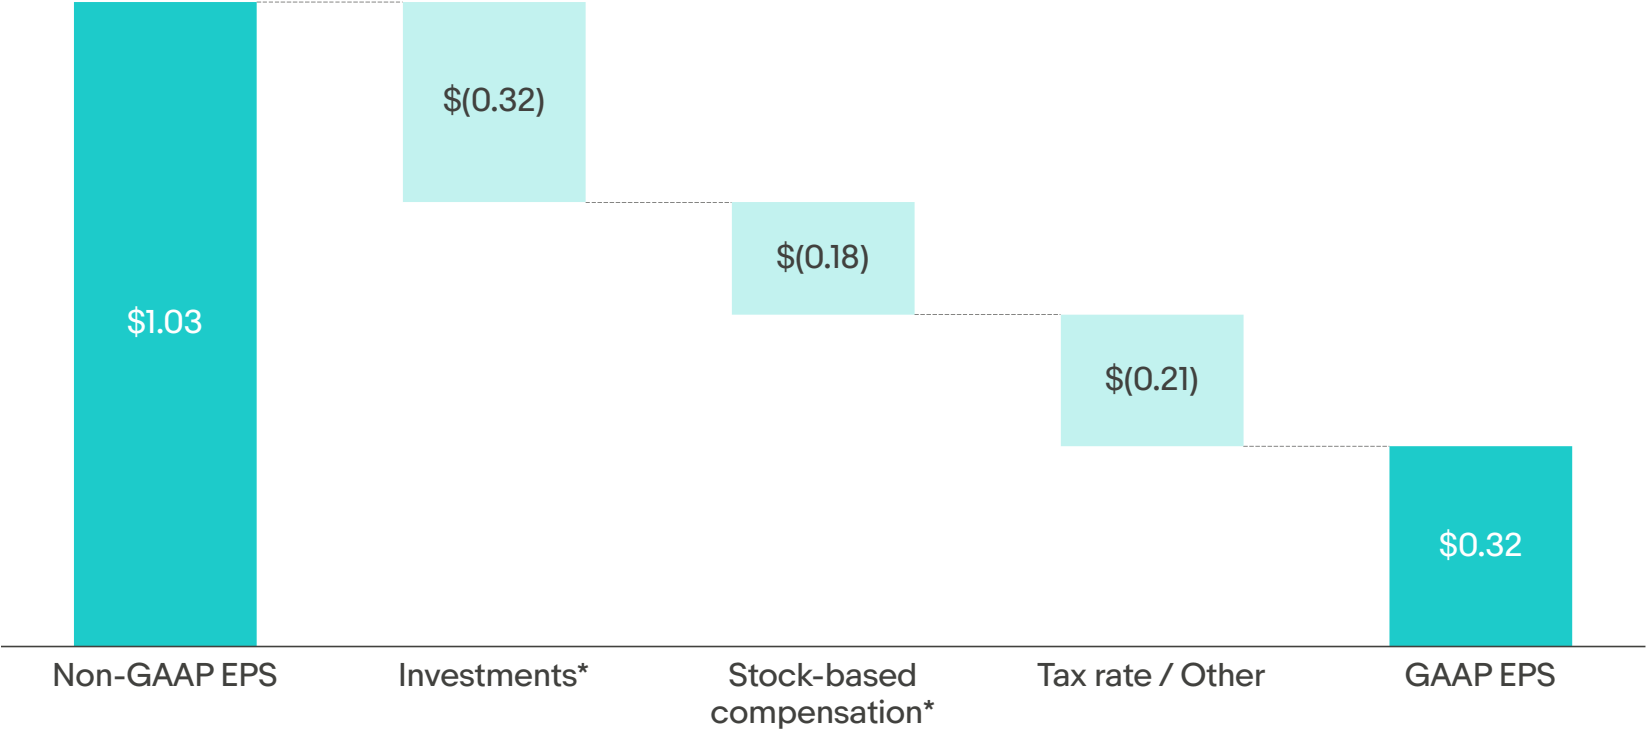 $(0.32)
$(0.18)
$1.03
$(0.21)
$0.32
Non-GAAP EPS
Investments*
Stock-based
compensation*
Tax rate / Other
GAAP EPS